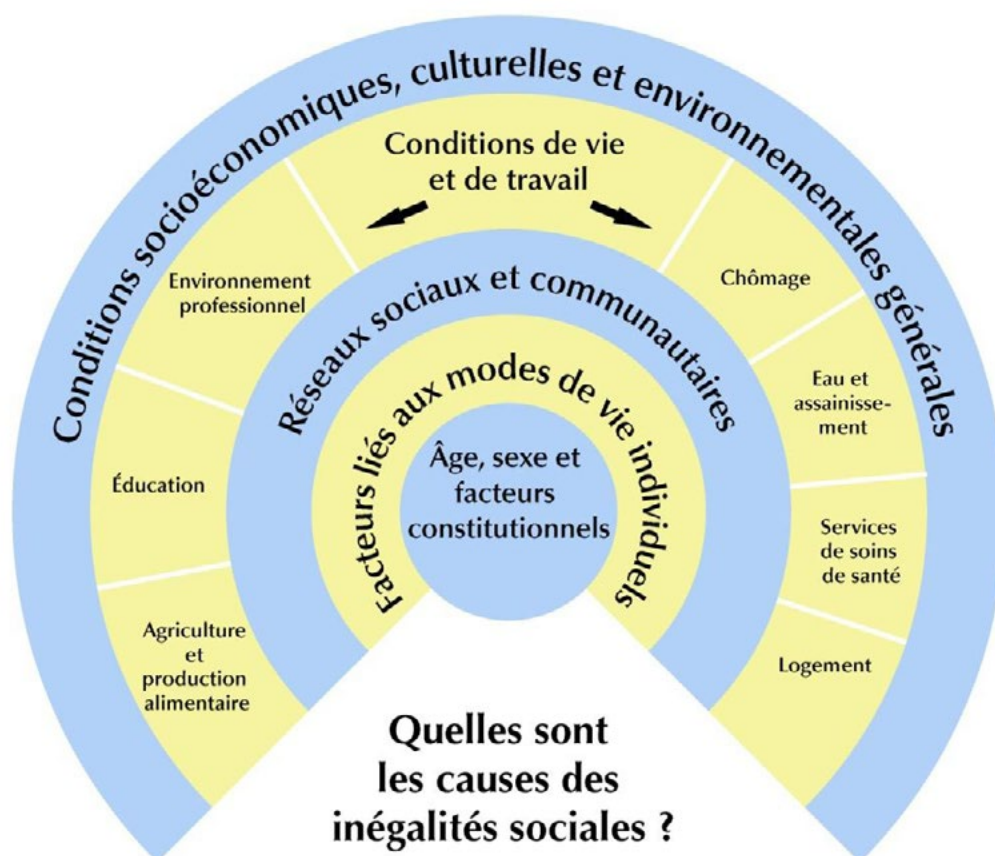 Conditions socioéconomiques, culturelles et environnementales générales
Conditions de vie
et de travail
Environnement
professionnel
Éducation
Agriculture
et
production
alimentaire
Chômage
Eau et
assainisse-
ment
Services
de soins
de santé
Logement
Réseaux sociaux et communautaires
Facteurs liés aux modes de vie individuels
Âge, sexe et
facteurs
constitutionnels
Quelles sont
les causes des
inégalités sociales ?